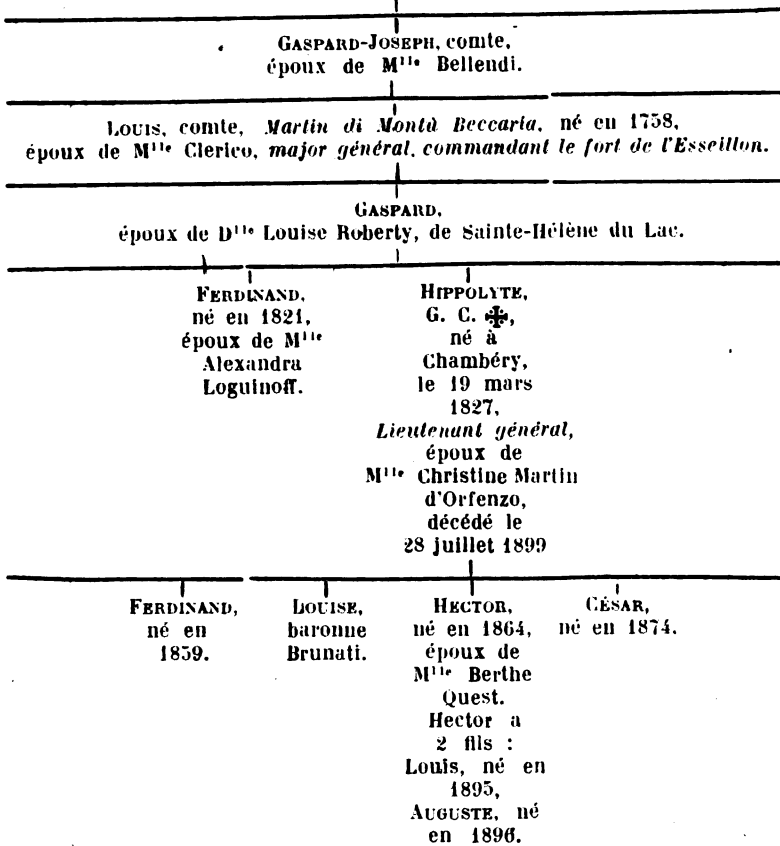 GASPARD-JOSEPH, comte,
époux de Mlle Bellendi.
LOUIS, comte, Martin di Montù Beccaria, né en 1758,
époux de Mlle Clerico, major général, commandant le fort de l'Esseillon.
GASPARD,
époux de Dlle Louise Roberty, de Sainte-Hélène du Lac.
FERDINAND,
né en 1821,
époux de Mlle
Alexandra
Loguinoff.
HIPPOLYTE,
G. C. ✠,
né à
Chambéry,
le 19 mars
1827,
Lieutenant général,
époux de
Mlle Christine Martin
d'Orfenzo,
décédé le
28 juillet 1899
FERDINAND,
né en
1859.
LOUISE,
baronne
Brunati.
HECTOR,
né en 1864,
époux de
Mlle Berthe
Quest.
Hector a
2 fils :
Louis, né en
1895,
AUGUSTE, né
en 1896.
CÉSAR,
né en 1874.